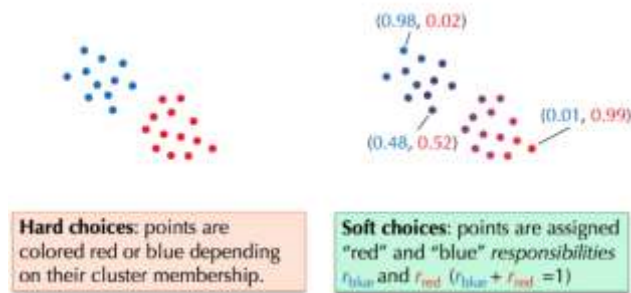 (0.98, 0.02)
(0.01, 0.99)
(0.48, 0.52)
Hard choices: points are
colored red or blue depending
on their cluster membership.
Soft choices: points are assigned
“red” and “blue” responsibilities
r_blue and r_red (r_blue + r_red =1)